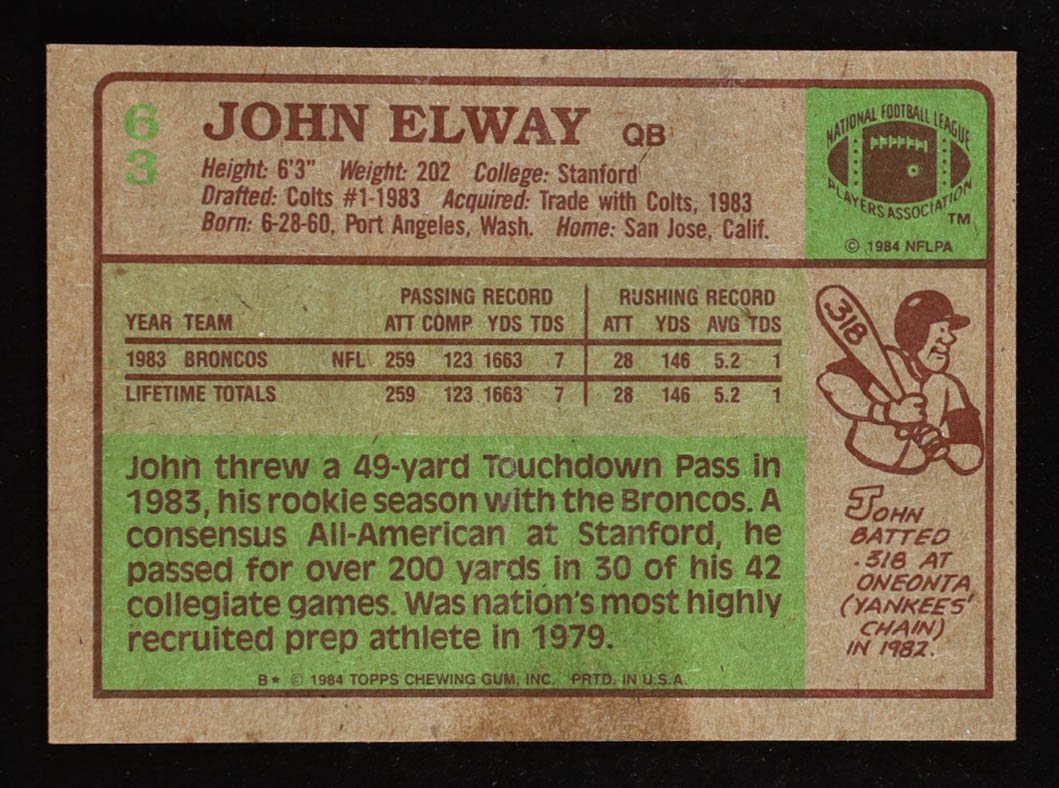 63
JOHN ELWAY QB
Height: 6'3" Weight: 202 College: Stanford
Drafted: Colts #1-1983 Acquired: Trade with Colts, 1983
Born: 6-28-60, Port Angeles, Wash. Home: San Jose, Calif.
NATIONAL FOOTBALL LEAGUE
PLAYERS ASSOCIATION TM
© 1984 NFLPA
PASSING RECORD RUSHING RECORD
YEAR TEAM ATT COMP YDS TDS ATT YDS AVG TDS
1983 BRONCOS NFL 259 123 1663 7 28 146 5.2 1
LIFETIME TOTALS 259 123 1663 7 28 146 5.2 1
John threw a 49-yard Touchdown Pass in
1983, his rookie season with the Broncos. A
consensus All-American at Stanford, he
passed for over 200 yards in 30 of his 42
collegiate games. Was nation's most highly
recruited prep athlete in 1979.
B* © 1984 TOPPS CHEWING GUM, INC. PRTD. IN U.S.A.
318
JOHN
BATTED
.318 AT
ONEONTA
(YANKEES'
CHAIN)
IN 1982.